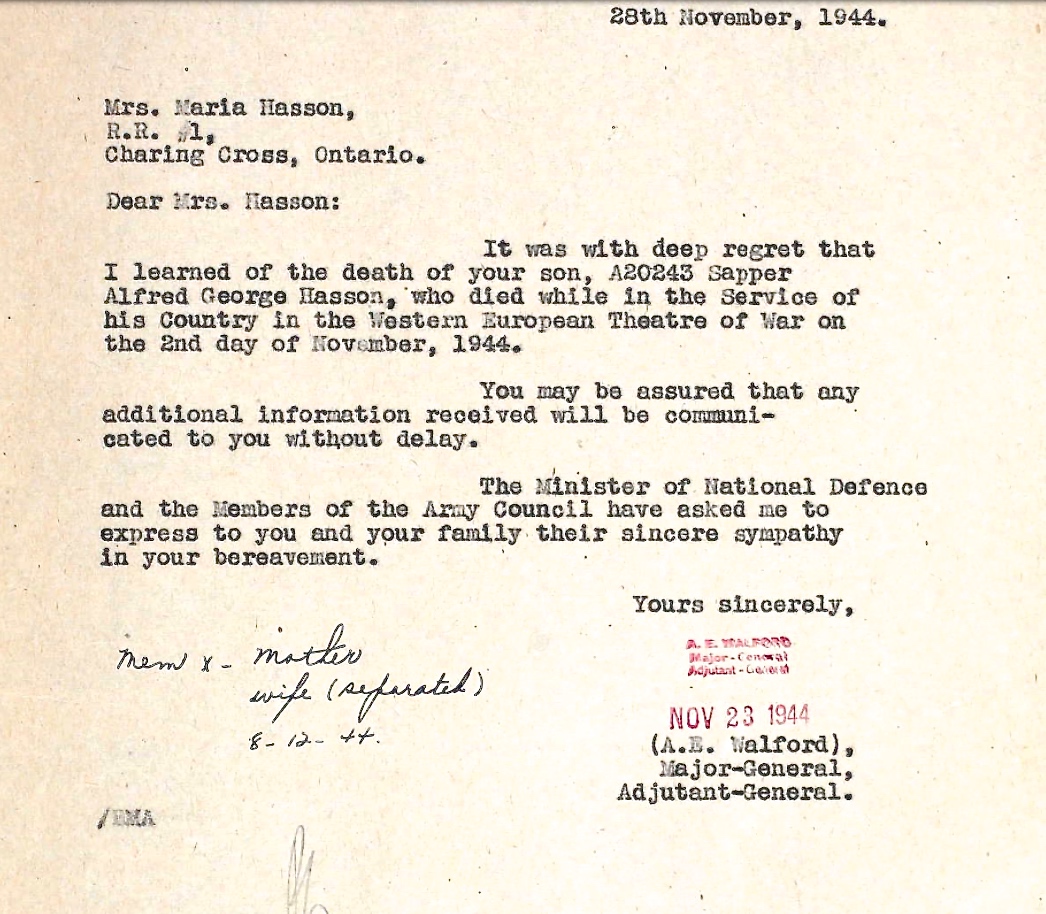 28th November, 1944.
Mrs. Maria Hasson,
R.R. #1,
Charing Cross, Ontario.
Dear Mrs. Hasson:
It was with deep regret that
I learned of the death of your son, A20243 Sapper
Alfred George Hasson, who died while in the Service of
his Country in the Western European Theatre of War on
the 2nd day of November, 1944.
You may be assured that any
additional information received will be communi-
cated to you without delay.
The Minister of National Defence
and the Members of the Army Council have asked me to
express to you and your family their sincere sympathy
in your bereavement.
Yours sincerely,
A. E. WALFORD
Major-General
Adjutant-General
NOV 23 1944
(A.E. Walford),
Major-General,
Adjutant-General.
Mem X - mother
wife (separated)
8-12-44.